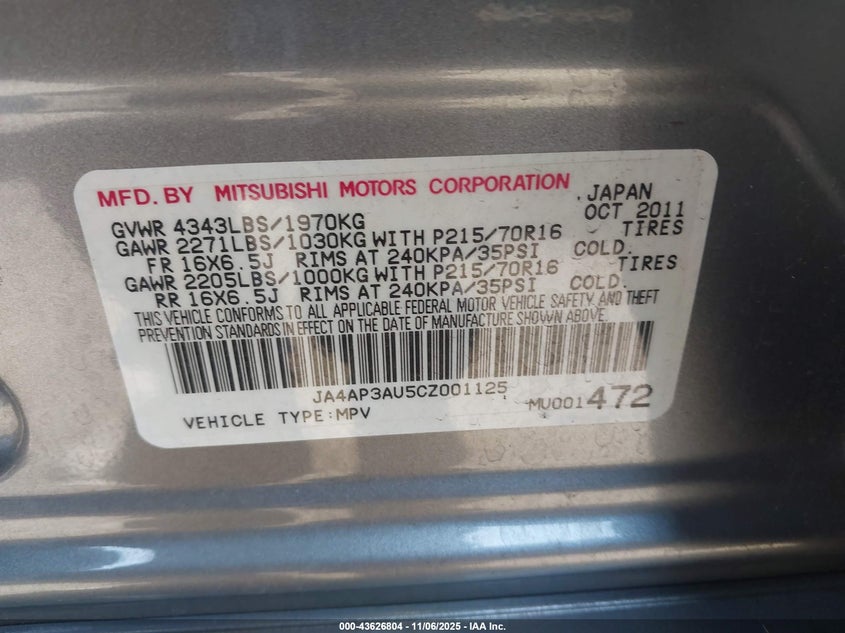 MFD. BY MITSUBISHI MOTORS CORPORATION JAPAN
GVWR 4343LBS/1970KG OCT 2011
GAWR 2271LBS/1030KG WITH P215/70R16 TIRES
FR 16X6.5J RIMS AT 240KPA/35PSI COLD.
GAWR 2205LBS/1000KG WITH P215/70R16 TIRES
RR 16X6.5J RIMS AT 240KPA/35PSI COLD.
THIS VEHICLE CONFORMS TO ALL APPLICABLE FEDERAL MOTOR VEHICLE SAFETY AND THEFT
PREVENTION STANDARDS IN EFFECT ON THE DATE OF MANUFACTURE SHOWN ABOVE.
JA4AP3AU5CZ001125
VEHICLE TYPE:MPV MU001472
000-43626804 — 11/06/2025 — IAA Inc.